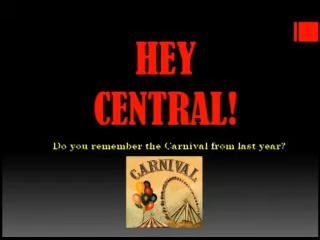 HEY
CENTRAL!
Do you remember the Carnival from last year?
CARNIVAL